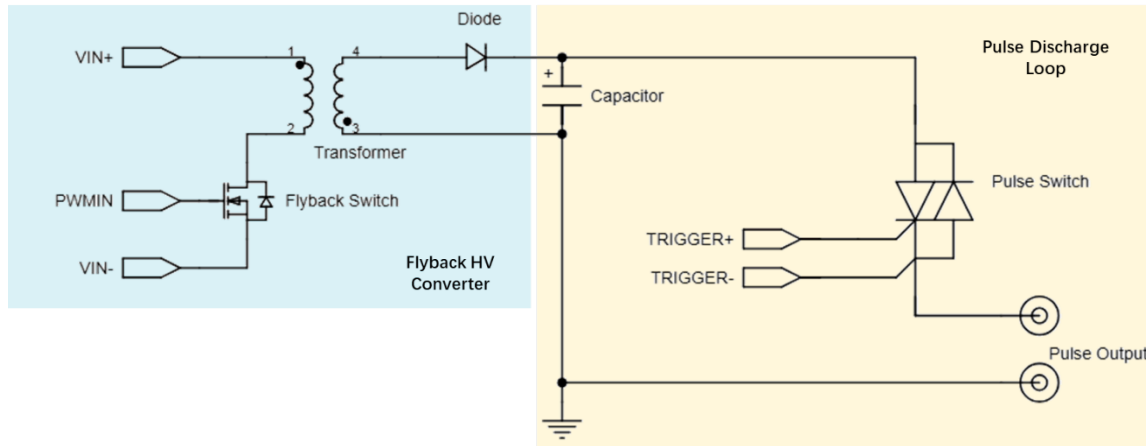 Diode
VIN+
1
4
Pulse Discharge
Loop
+
Capacitor
2
3
Transformer
PWMIN
Flyback Switch
Pulse Switch
TRIGGER+
VIN-
Flyback HV
Converter
TRIGGER-
Pulse Output